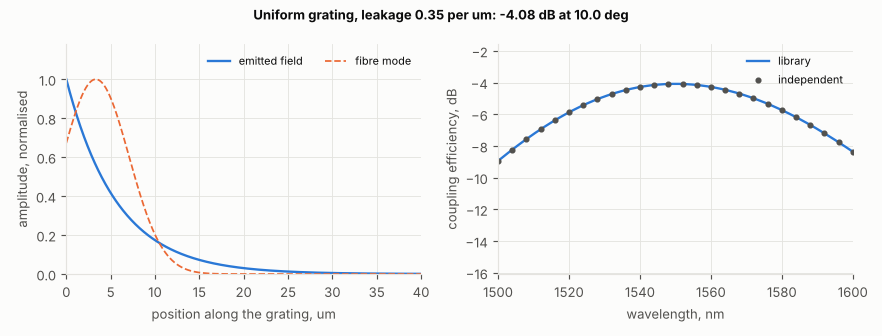 Uniform grating, leakage 0.35 per um: -4.08 dB at 10.0 deg
emitted field
fibre mode
amplitude, normalised
1.0
0.8
0.6
0.4
0.2
0.0
0 5 10 15 20 25 30 35 40
position along the grating, um
library
independent
coupling efficiency, dB
−2
−4
−6
−8
−10
−12
−14
−16
1500 1520 1540 1560 1580 1600
wavelength, nm